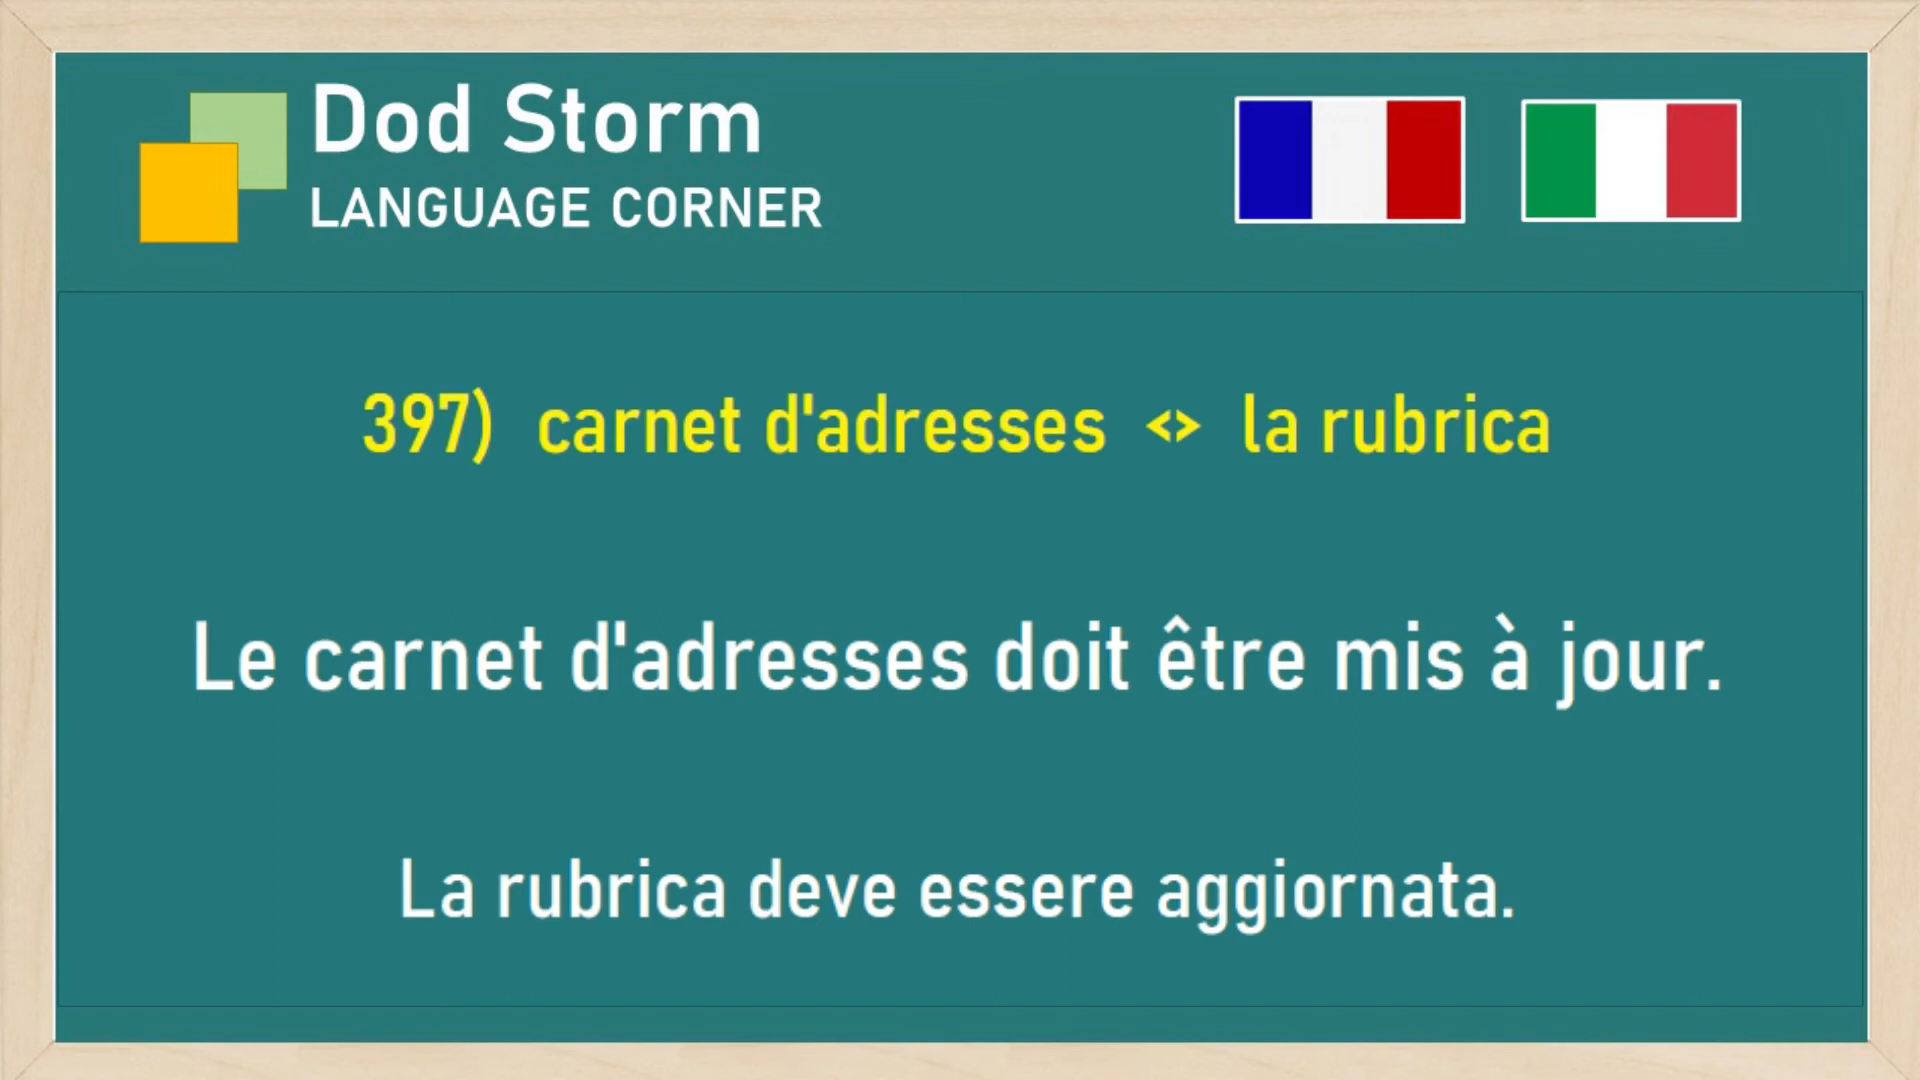 Dod Storm
LANGUAGE CORNER
397) carnet d'adresses <> la rubrica
Le carnet d'adresses doit être mis à jour.
La rubrica deve essere aggiornata.